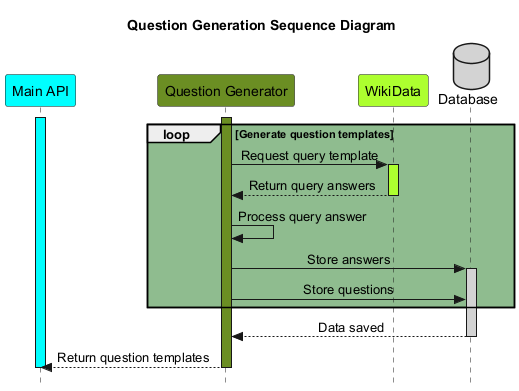 Question Generation Sequence Diagram
Main API
Question Generator
WikiData
Database
loop
[Generate question templates]
Request query template
Return query answers
Process query answer
Store answers
Store questions
Data saved
Return question templates